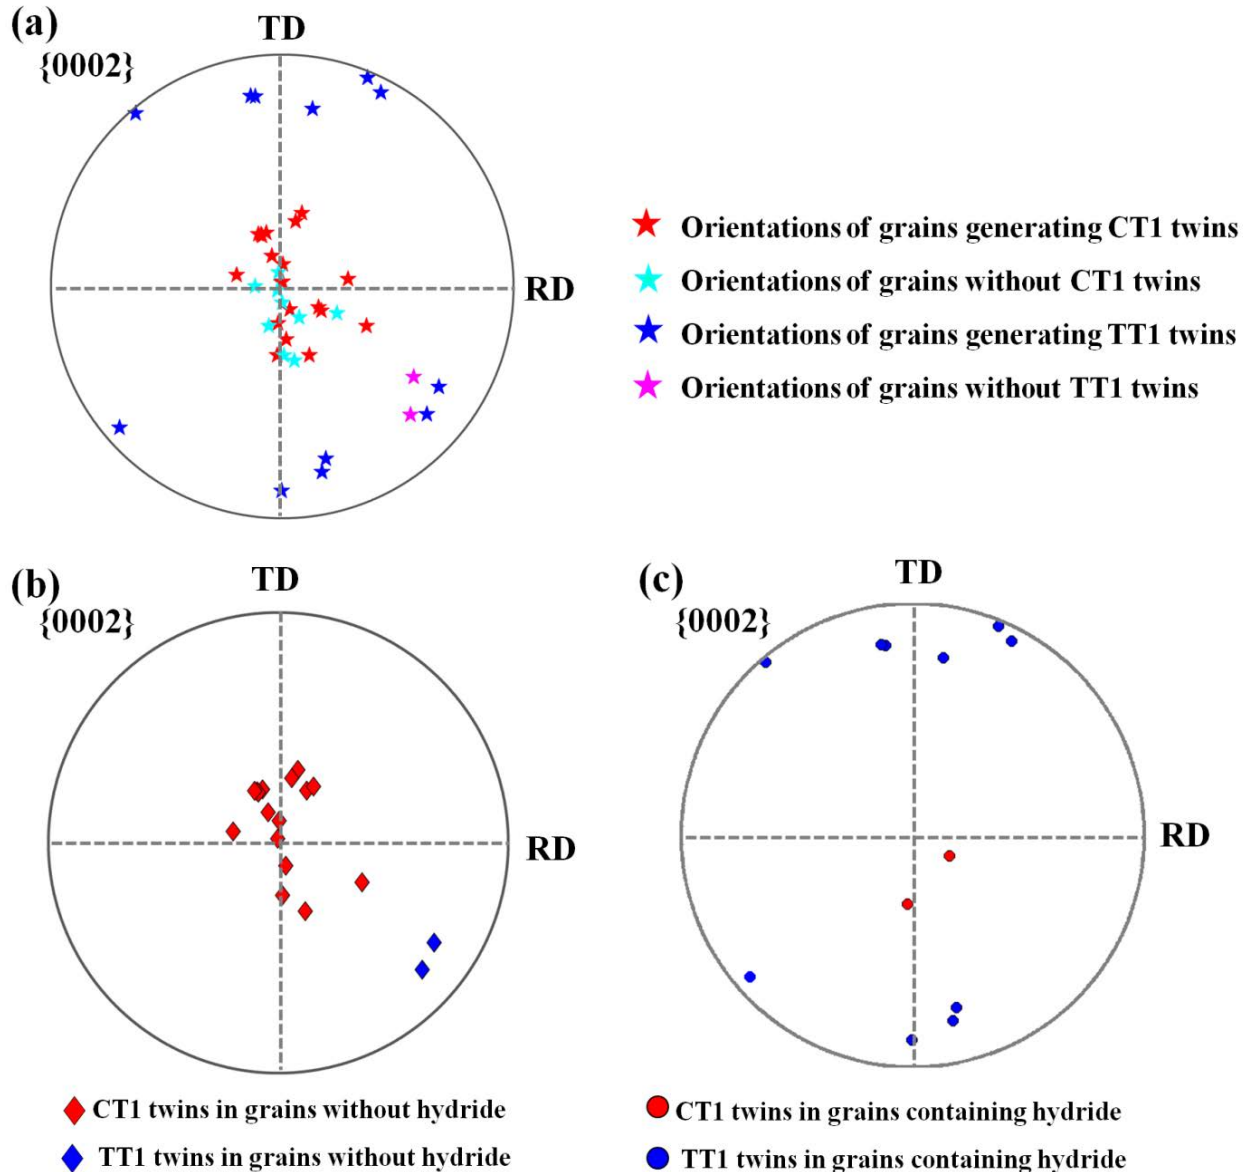 (a)
TD
{0002}
RD
Orientations of grains generating CT1 twins
Orientations of grains without CT1 twins
Orientations of grains generating TT1 twins
Orientations of grains without TT1 twins
(b)
TD
{0002}
RD
CT1 twins in grains without hydride
TT1 twins in grains without hydride
(c)
TD
{0002}
RD
CT1 twins in grains containing hydride
TT1 twins in grains containing hydride